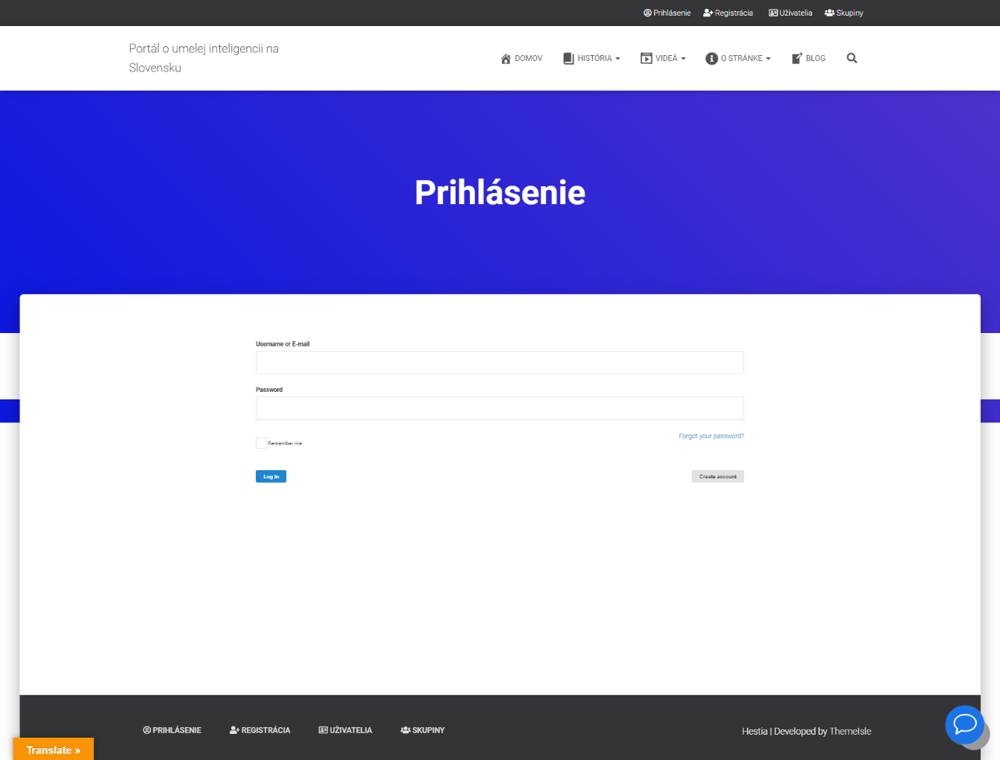 Prihlásenie Registrácia Uživatelia Skupiny
Portál o umelej inteligencii na
Slovensku
DOMOV HISTÓRIA VIDEÁ O STRÁNKE BLOG
Prihlásenie
Username or E-mail
Password
Forgot your password?
Remember me
Log In Create account
PRIHLÁSENIE REGISTRÁCIA UŽIVATELIA SKUPINY
Hestia | Developed by ThemeIsle
Translate »